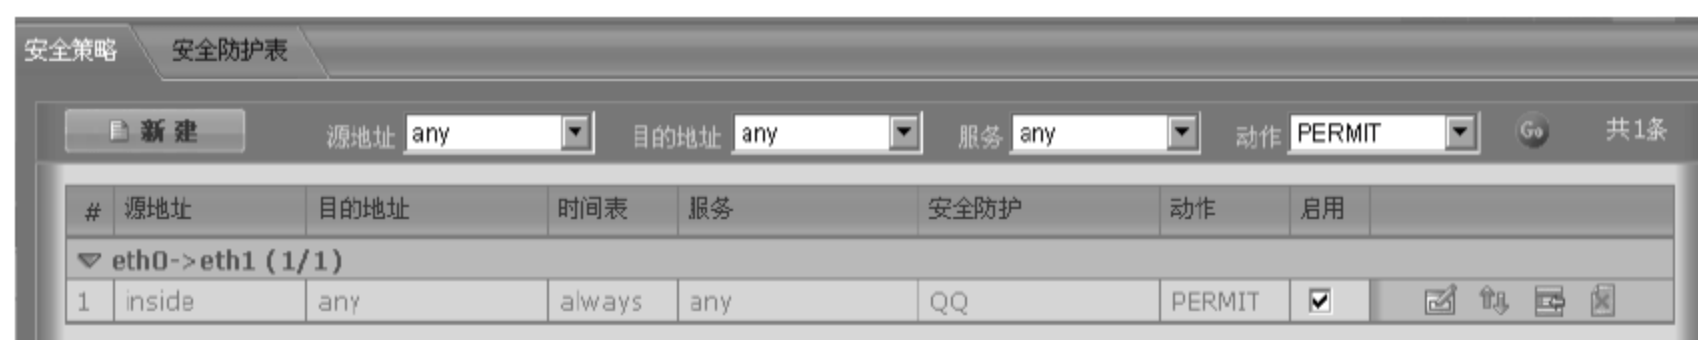 安全策略 安全防护表
新建 源地址 any 目的地址 any 服务 any 动作 PERMIT Go 共1条
# 源地址 目的地址 时间表 服务 安全防护 动作 启用
eth0->eth1 (1/1)
1 inside any always any QQ PERMIT